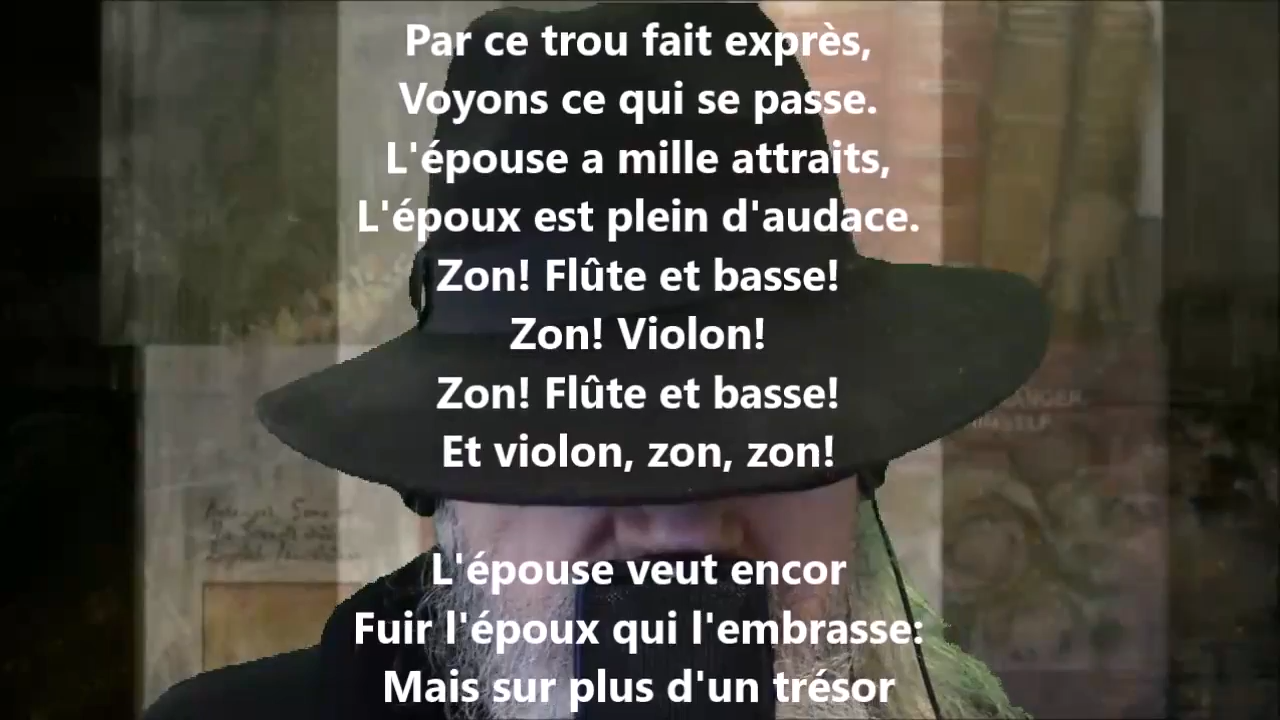 Par ce trou fait exprès,
Voyons ce qui se passe.
L'épouse a mille attraits,
L'époux est plein d'audace.
Zon! Flûte et basse!
Zon! Violon!
Zon! Flûte et basse!
Et violon, zon, zon!
L'épouse veut encor
Fuir l'époux qui l'embrasse:
Mais sur plus d'un trésor